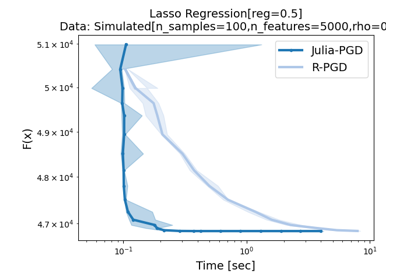 Lasso Regression[reg=0.5]
Data: Simulated[n_samples=100,n_features=5000,rho=0
5.1 × 10⁴
5 × 10⁴
4.9 × 10⁴
4.8 × 10⁴
4.7 × 10⁴
F(x)
Julia-PGD
R-PGD
10⁻¹
10⁰
10¹
Time [sec]